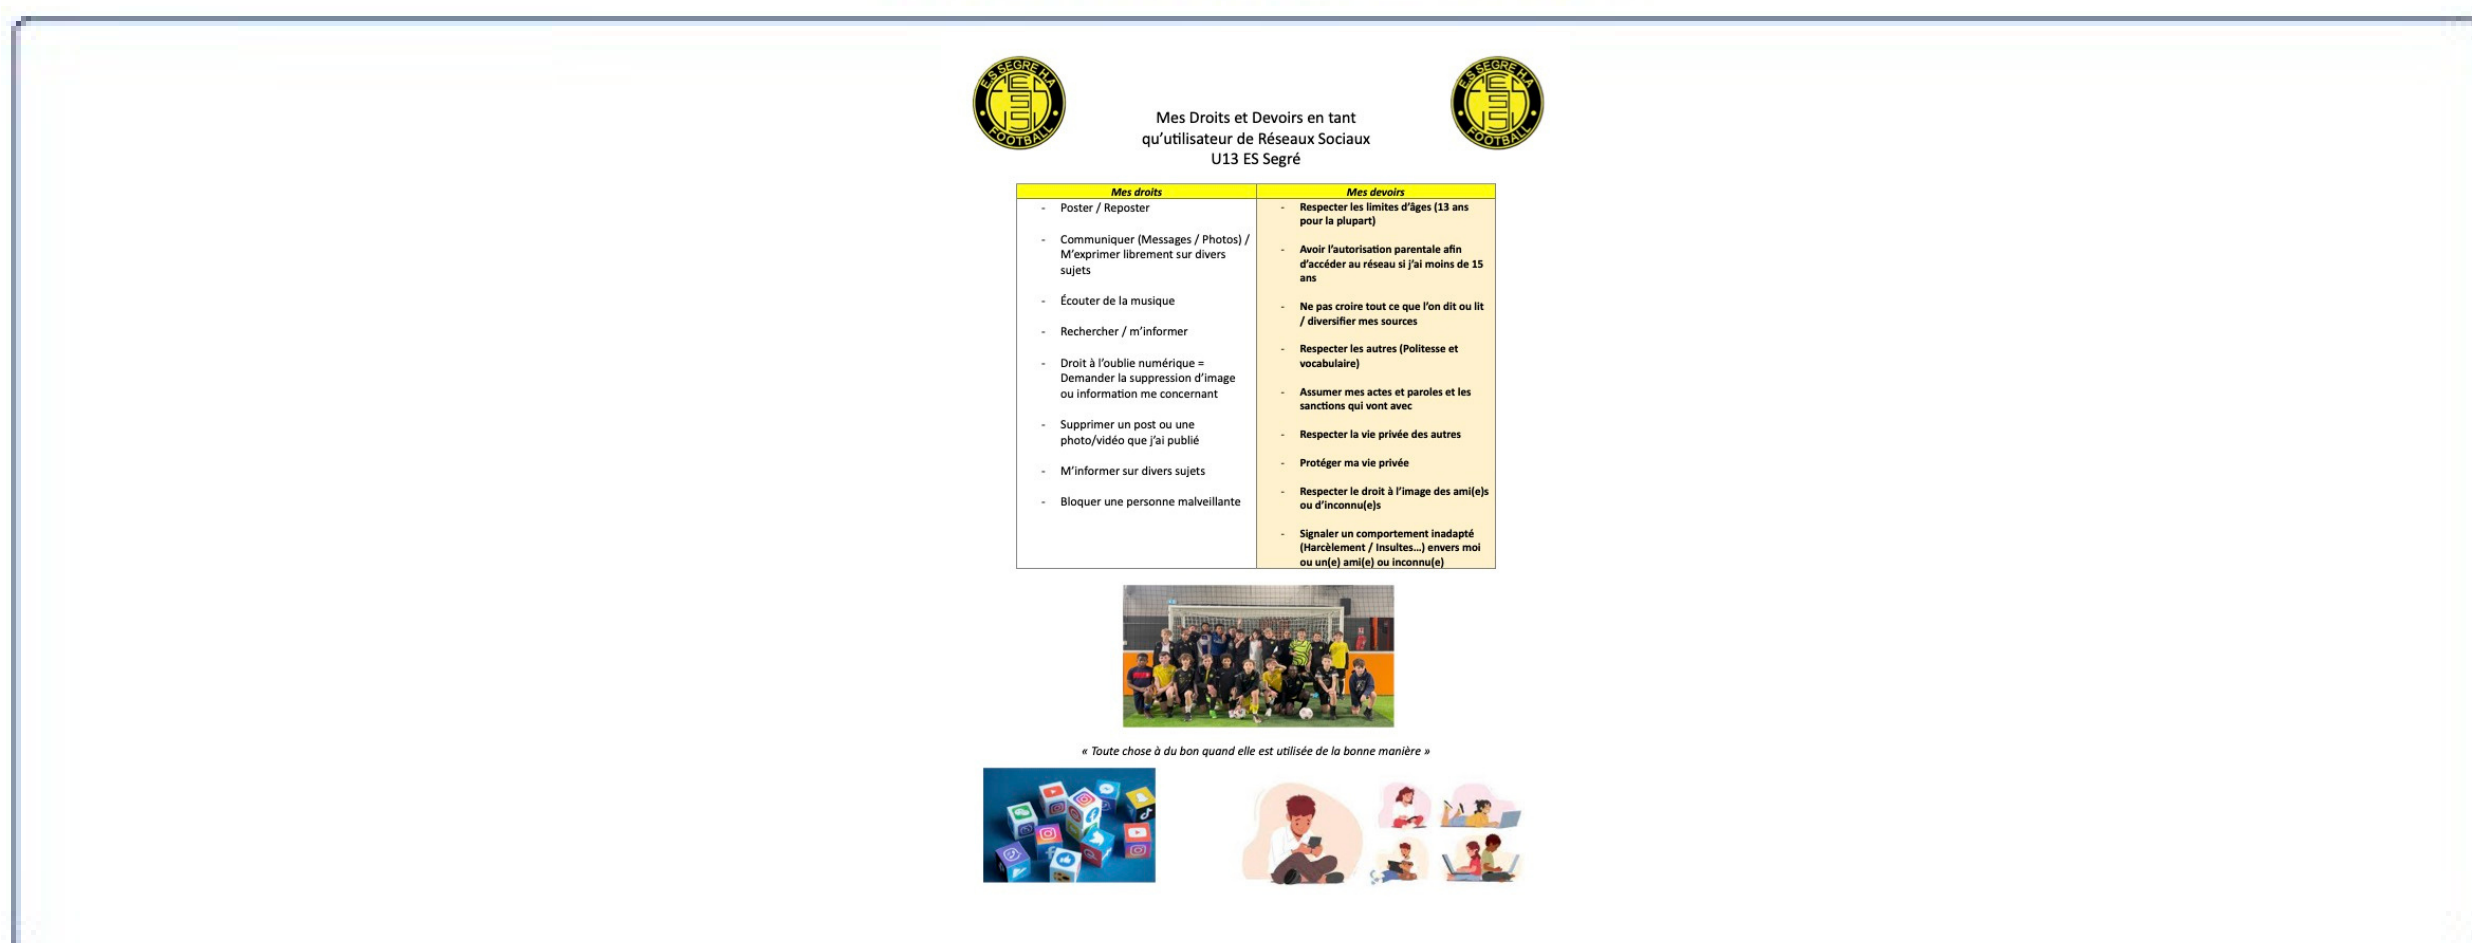 E.S SEGRE H.A
FOOTBALL
E.S SEGRE H.A
FOOTBALL
Mes Droits et Devoirs en tant
qu'utilisateur de Réseaux Sociaux
U13 ES Segré
Mes droits
- Poster / Reposter
- Communiquer (Messages / Photos) /
M'exprimer librement sur divers
sujets
- Écouter de la musique
- Rechercher / m'informer
- Droit à l'oublie numérique =
Demander la suppression d'image
ou information me concernant
- Supprimer un post ou une
photo/vidéo que j'ai publié
- M'informer sur divers sujets
- Bloquer une personne malveillante
Mes devoirs
- Respecter les limites d'âges (13 ans
pour la plupart)
- Avoir l'autorisation parentale afin
d'accéder au réseau si j'ai moins de 15
ans
- Ne pas croire tout ce que l'on dit ou lit
/ diversifier mes sources
- Respecter les autres (Politesse et
vocabulaire)
- Assumer mes actes et paroles et les
sanctions qui vont avec
- Respecter la vie privée des autres
- Protéger ma vie privée
- Respecter le droit à l'image des ami(e)s
ou d'inconnu(e)s
- Signaler un comportement inadapté
(Harcèlement / Insultes...) envers moi
ou un(e) ami(e) ou inconnu(e)
« Toute chose à du bon quand elle est utilisée de la bonne manière »